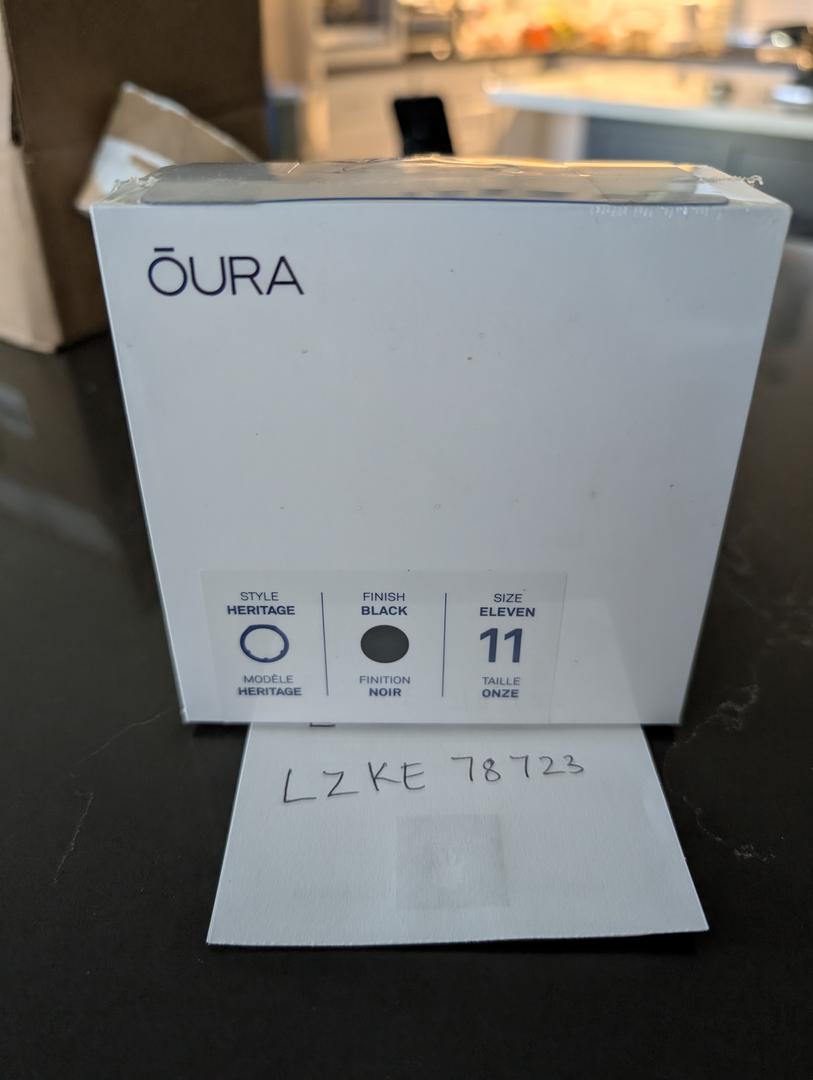 ŌURA
STYLE
HERITAGE
MODÈLE
HERITAGE
FINISH
BLACK
FINITION
NOIR
SIZE
ELEVEN
11
TAILLE
ONZE
LZKE 78723